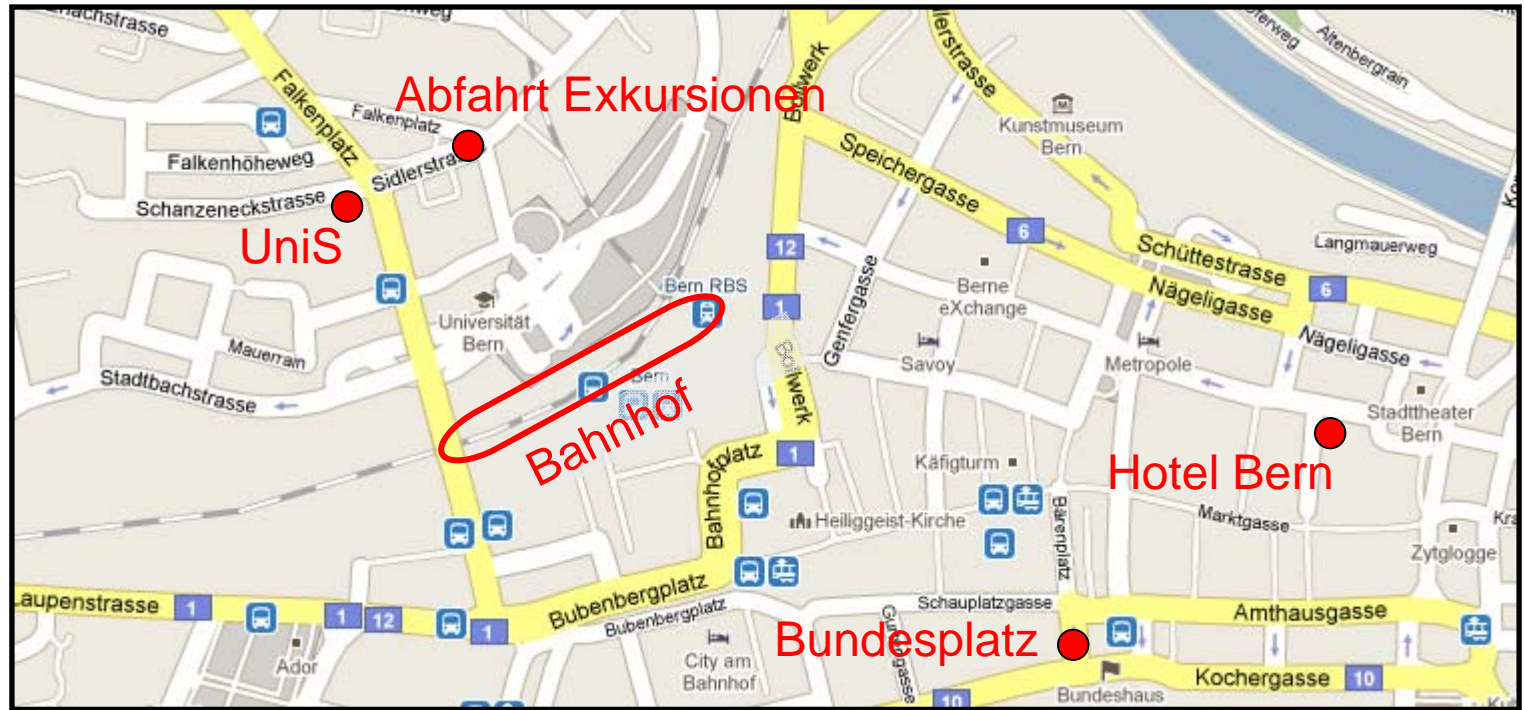 Falkenplatz
Abfahrt Exkursionen
Bollwerk
Altenbergrain
Falkenplatz
Kunstmuseum
Bern
Falkenhöheweg
Sidlerstra
Speichergasse
Schanzeneckstrasse
UniS
6
Schüttestrasse
Langmauerweg
12
Genfergasse
Bern RBS
Berne
eXchange
Nägeligasse
6
1
Universität
Bern
Bollwerk
Nägeligasse
Mauerrain
Savoy
Metropole
Stadtbachstrasse
Bern
Stadttheater
Bern
Bahnhof
1
Käfigturm
Hotel Bern
Bahnhofplatz
Heiliggeist-Kirche
Bärenplatz
Marktgasse
Zytglogge
Laupenstrasse
1
1
12
1
Bubenbergplatz
Bubenbergplatz
Schauplatzgasse
Amthausgasse
Bundesplatz
Ador
City am
Bahnhof
10
Bundeshaus
Kochergasse
10